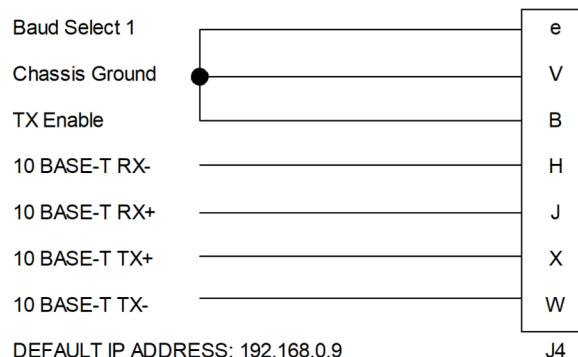 Baud Select 1 e
Chassis Ground V
TX Enable B
10 BASE-T RX- H
10 BASE-T RX+ J
10 BASE-T TX+ X
10 BASE-T TX- W
DEFAULT IP ADDRESS: 192.168.0.9 J4